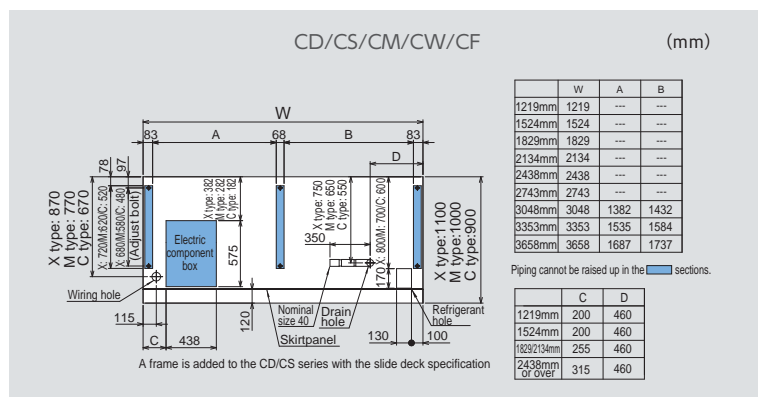 CD/CS/CM/CW/CF
(mm)
W
83 A 68 B 83
D
78
97
X type: 870
M type: 770
C type: 670
X: 720/M:620/C: 520
X: 680/M:580/C: 480
(Adjust bolt)
X type: 382
M type: 282
C type: 182
Electric
component
box
575
X type: 750
M type: 650
C type: 550
350
X: 800/M: 700/C: 600
170
X type:1100
M type:1000
C type:900
Wiring hole
115
C 438
120
Nominal
size 40
Drain
hole
Skirtpanel
Refrigerant
hole
130 100
A frame is added to the CD/CS series with the slide deck specification
W A B
1219mm 1219 --- ---
1524mm 1524 --- ---
1829mm 1829 --- ---
2134mm 2134 --- ---
2438mm 2438 --- ---
2743mm 2743 --- ---
3048mm 3048 1382 1432
3353mm 3353 1535 1584
3658mm 3658 1687 1737
Piping cannot be raised up in the sections.
C D
1219mm 200 460
1524mm 200 460
1829/2134mm 255 460
2438mm
or over 315 460